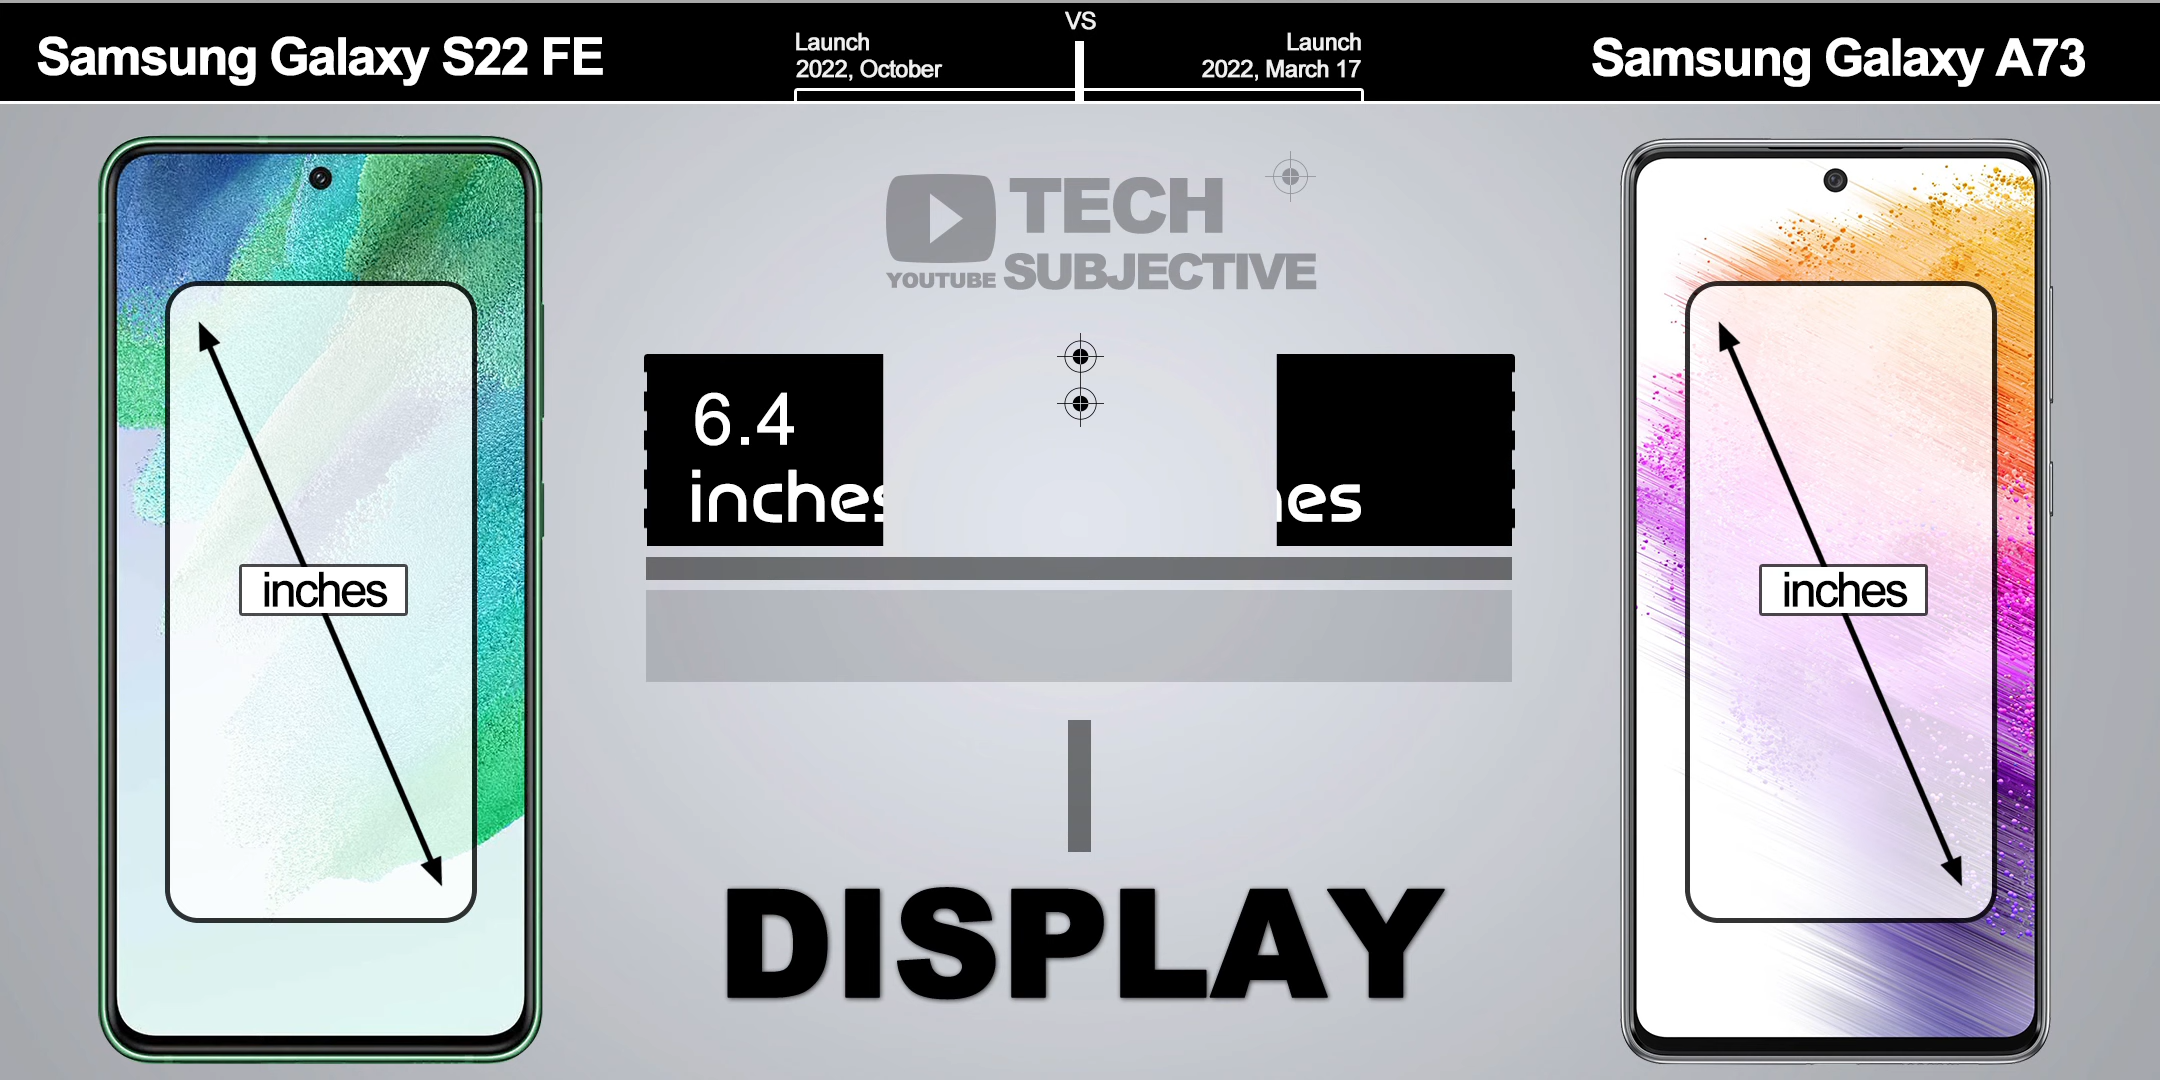 Samsung Galaxy S22 FE
Launch
2022, October
VS
Launch
2022, March 17
Samsung Galaxy A73
TECH
YOUTUBE SUBJECTIVE
6.4
inches
es
inches
inches
DISPLAY